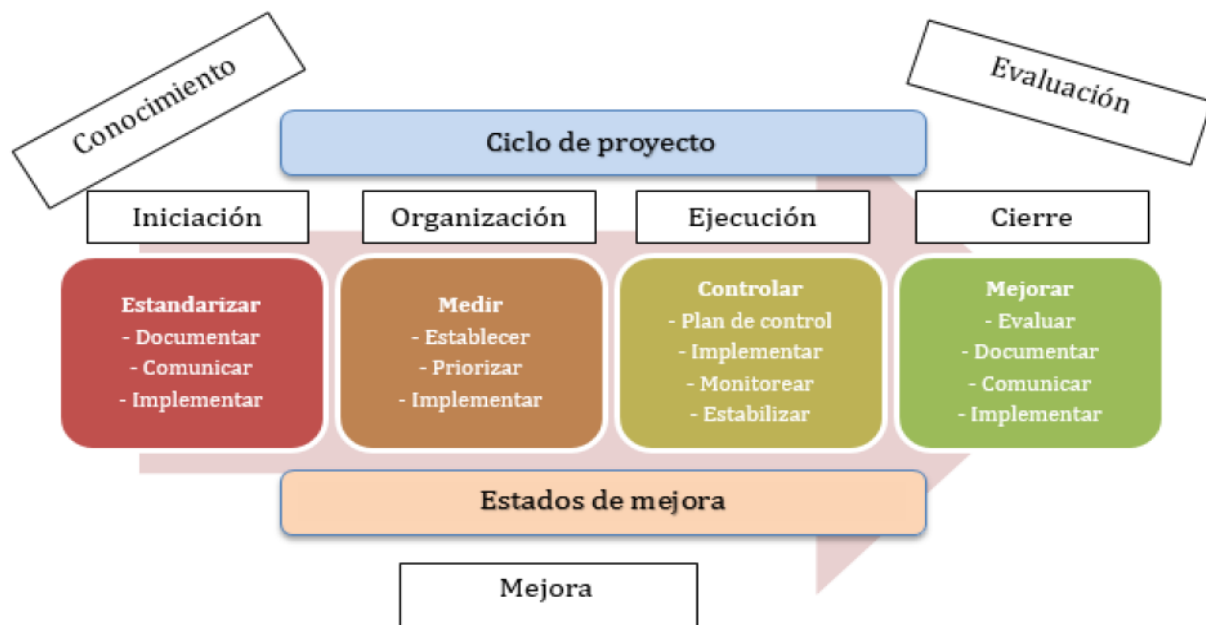 Conocimiento
Evaluación
Ciclo de proyecto
Iniciación
Organización
Ejecución
Cierre
Estandarizar
- Documentar
- Comunicar
- Implementar
Medir
- Establecer
- Priorizar
- Implementar
Controlar
- Plan de control
- Implementar
- Monitorear
- Estabilizar
Mejorar
- Evaluar
- Documentar
- Comunicar
- Implementar
Estados de mejora
Mejora